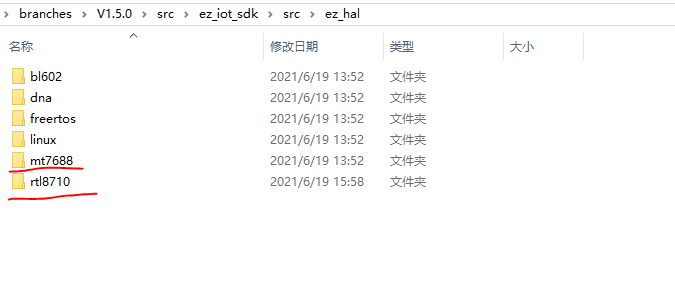 branches > V1.5.0 > src > ez_iot_sdk > src > ez_hal
名称 修改日期 类型 大小
bl602 2021/6/19 13:52 文件夹
dna 2021/6/19 13:52 文件夹
freertos 2021/6/19 13:52 文件夹
linux 2021/6/19 13:52 文件夹
mt7688 2021/6/19 13:52 文件夹
rtl8710 2021/6/19 15:58 文件夹